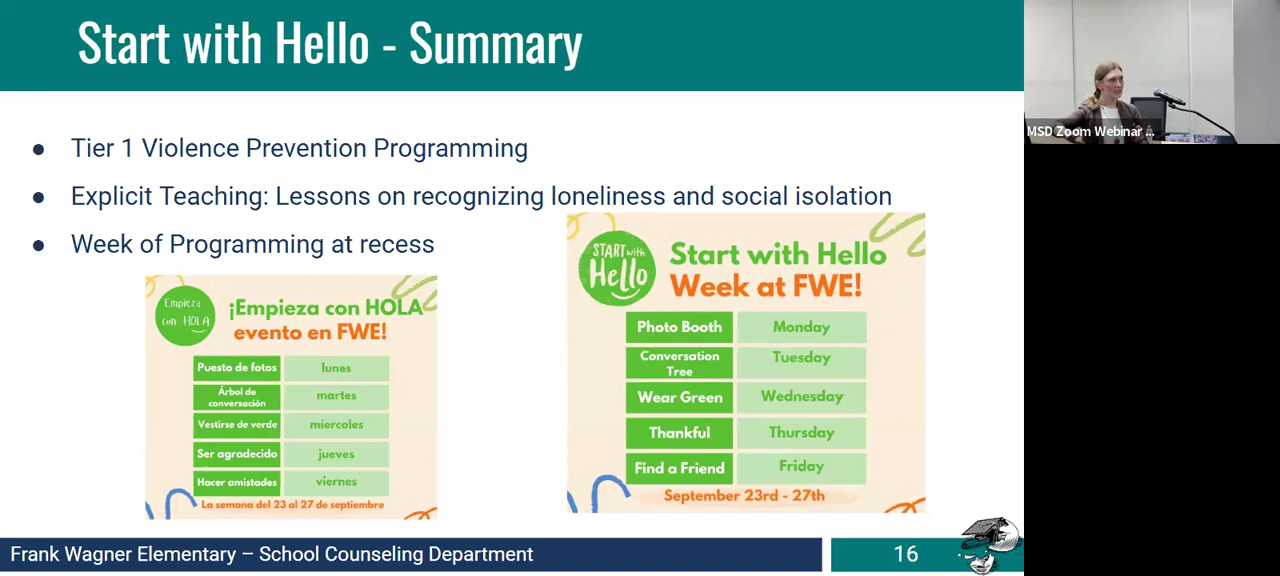 Start with Hello - Summary
MSD Zoom Webinar ...
● Tier 1 Violence Prevention Programming
● Explicit Teaching: Lessons on recognizing loneliness and social isolation
● Week of Programming at recess
Empieza
con HOLA
¡Empieza con HOLA
evento en FWE!
Puesto de fotos lunes
Árbol de
conversación
martes
Vestirse de verde miercoles
Ser agradecido jueves
Hacer amistades viernes
La semana del 23 al 27 de septiembre
START with
Hello
Start with Hello
Week at FWE!
Photo Booth Monday
Conversation
Tree
Tuesday
Wear Green Wednesday
Thankful Thursday
Find a Friend Friday
September 23rd - 27th
Frank Wagner Elementary – School Counseling Department
16